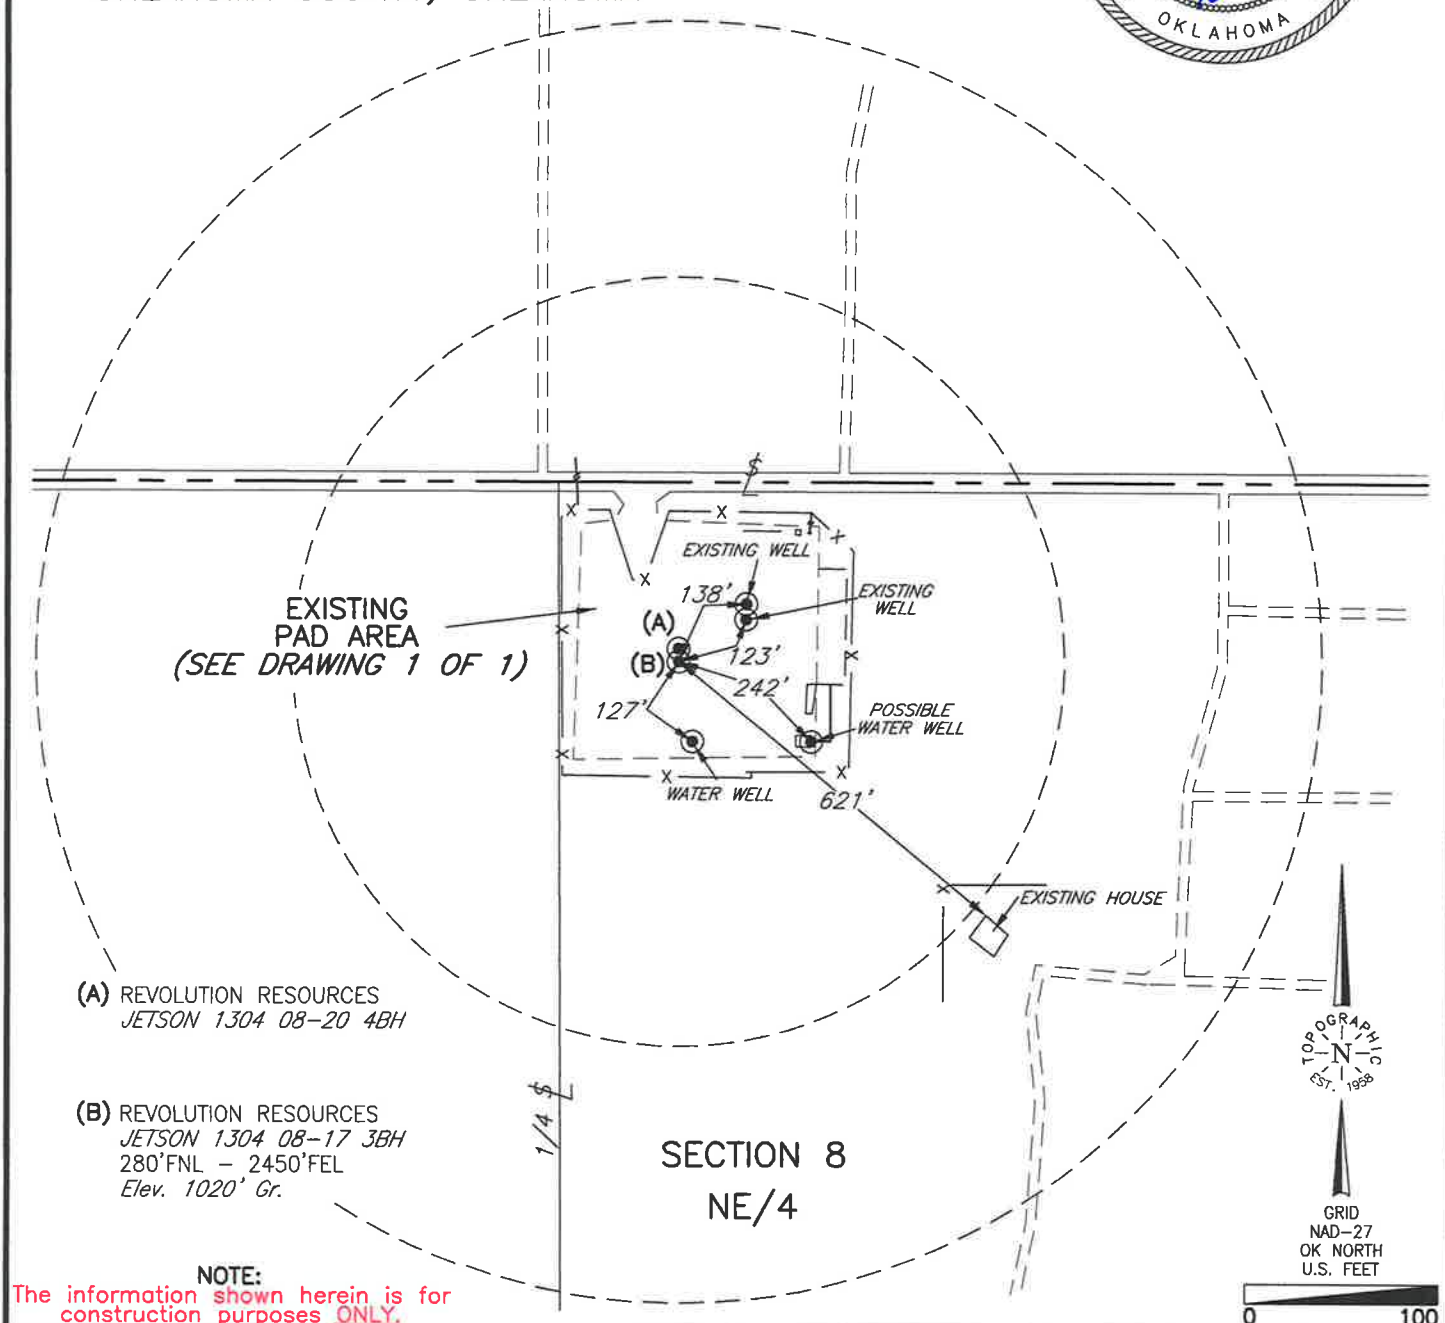 OKLAHOMA
EXISTING WELL
EXISTING
WELL
138'
(A)
(B)
123'
242'
127'
EXISTING
PAD AREA
(SEE DRAWING 1 OF 1)
POSSIBLE
WATER WELL
WATER WELL
621'
EXISTING HOUSE
(A) REVOLUTION RESOURCES
JETSON 1304 08-20 4BH
(B) REVOLUTION RESOURCES
JETSON 1304 08-17 3BH
280'FNL - 2450'FEL
Elev. 1020' Gr.
1/4
SECTION 8
NE/4
TOPOGRAPHIC
N
EST. 1958
GRID
NAD-27
OK NORTH
U.S. FEET
0 100
NOTE:
The information shown herein is for
construction purposes ONLY.